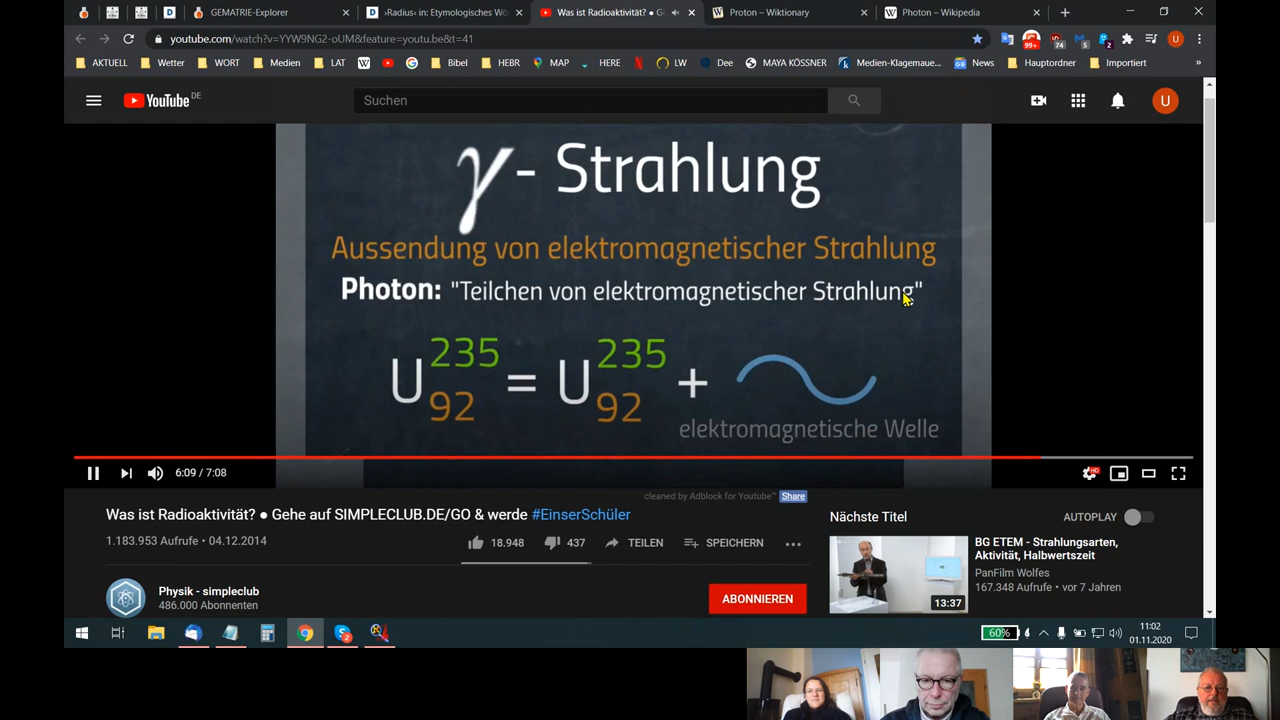 GEMATRIE-Explorer
›Radius‹ in: Etymologisches Wö
Was ist Radioaktivität? ● G
Proton – Wiktionary
Photon – Wikipedia
youtube.com/watch?v=YYW9NG2-oUM&feature=youtu.be&t=41
99+
74
5
2
U
AKTUELL
Wetter
WORT
Medien
LAT
Bibel
HEBR
MAP
HERE
LW
Dee
MAYA KÖSSNER
Medien-Klagemaue...
News
Hauptordner
Importiert
»
YouTube DE
Suchen
U
γ - Strahlung
Aussendung von elektromagnetischer Strahlung
Photon: "Teilchen von elektromagnetischer Strahlung"
U 235 92 = U 235 92 +
elektromagnetische Welle
6:09 / 7:08
HD
cleaned by Adblock for Youtube™ Share
Was ist Radioaktivität? ● Gehe auf SIMPLECLUB.DE/GO & werde #EinserSchüler
1.183.953 Aufrufe • 04.12.2014
18.948
437
TEILEN
SPEICHERN
Physik - simpleclub
486.000 Abonnenten
ABONNIEREN
Nächste Titel
AUTOPLAY
BG ETEM - Strahlungsarten,
Aktivität, Halbwertszeit
PanFilm Wolfes
167.348 Aufrufe • vor 7 Jahren
13:37
60%
11:02
01.11.2020